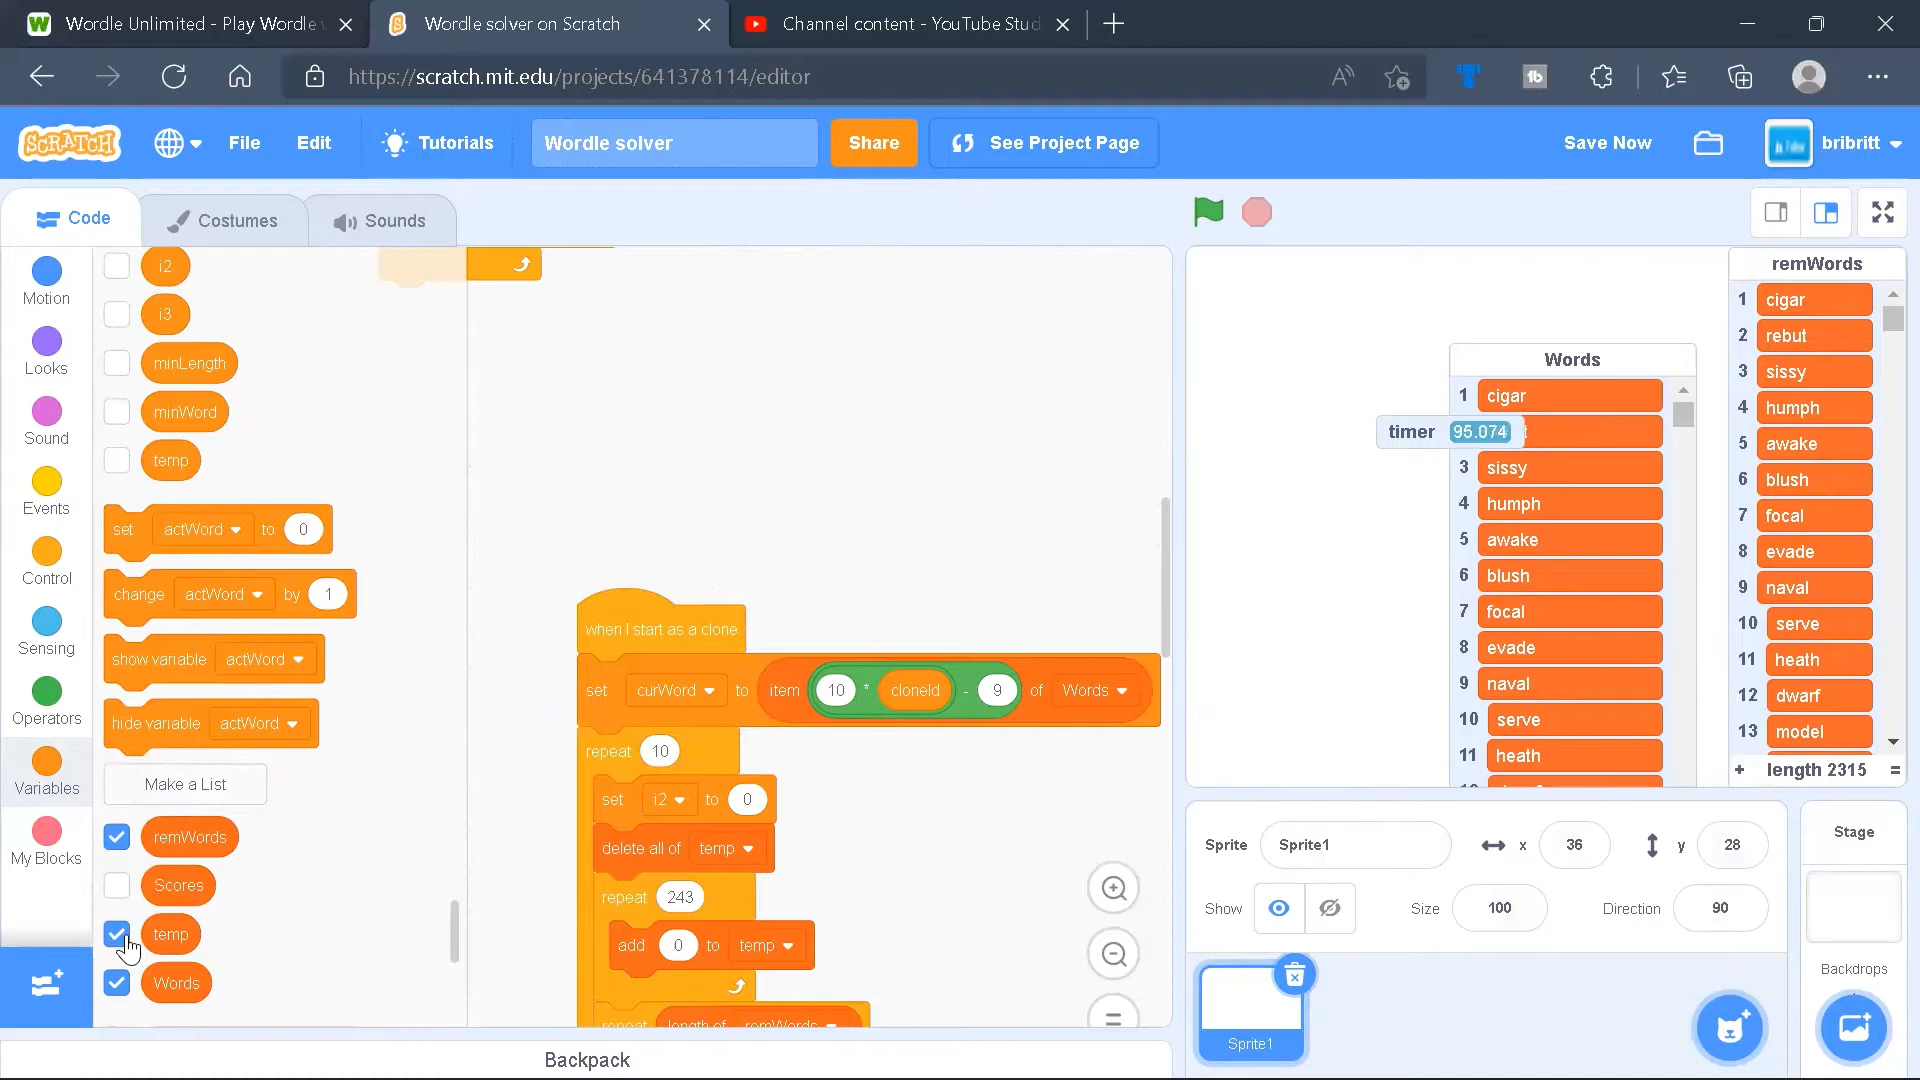 Wordle Unlimited - Play Wordle
Wordle solver on Scratch
Channel content - YouTube Stud
https://scratch.mit.edu/projects/641378114/editor
SCRATCH
File
Edit
Tutorials
Wordle solver
Share
See Project Page
Save Now
bribritt
Code
Costumes
Sounds
Motion
Looks
Sound
Events
Control
Sensing
Operators
Variables
My Blocks
i2
i3
minLength
minWord
temp
set actWord to 0
change actWord by 1
show variable actWord
hide variable actWord
Make a List
remWords
Scores
temp
Words
when I start as a clone
set curWord to item 10 * cloneId - 9 of Words
repeat 10
set i2 to 0
delete all of temp
repeat 243
add 0 to temp
repeat length of remWords
Backpack
timer 95.074
Words
1 cigar
3 sissy
4 humph
5 awake
6 blush
7 focal
8 evade
9 naval
10 serve
11 heath
remWords
1 cigar
2 rebut
3 sissy
4 humph
5 awake
6 blush
7 focal
8 evade
9 naval
10 serve
11 heath
12 dwarf
13 model
+ length 2315 =
Sprite Sprite1
x 36
y 28
Show
Size 100
Direction 90
Sprite1
Stage
Backdrops